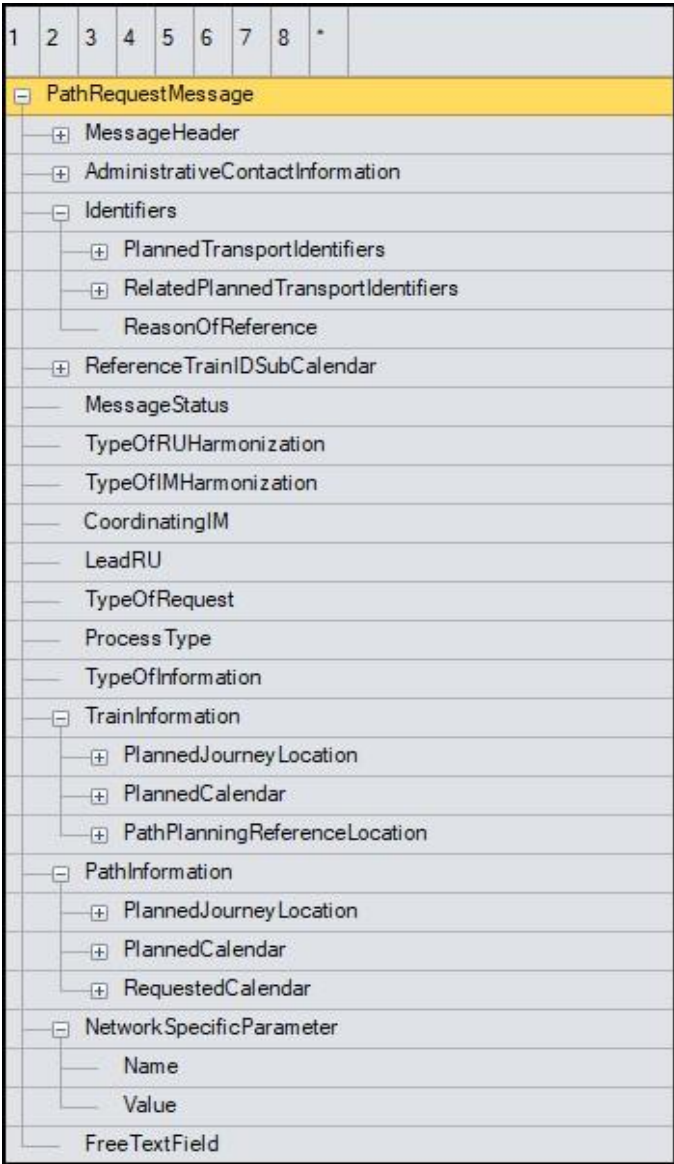 1 2 3 4 5 6 7 8 *
PathRequestMessage
MessageHeader
AdministrativeContactInformation
Identifiers
PlannedTransportIdentifiers
RelatedPlannedTransportIdentifiers
ReasonOfReference
ReferenceTrainIDSubCalendar
MessageStatus
TypeOfRUHarmonization
TypeOfIMHarmonization
CoordinatingIM
LeadRU
TypeOfRequest
ProcessType
TypeOfInformation
TrainInformation
PlannedJourneyLocation
PlannedCalendar
PathPlanningReferenceLocation
PathInformation
PlannedJourneyLocation
PlannedCalendar
RequestedCalendar
NetworkSpecificParameter
Name
Value
FreeTextField